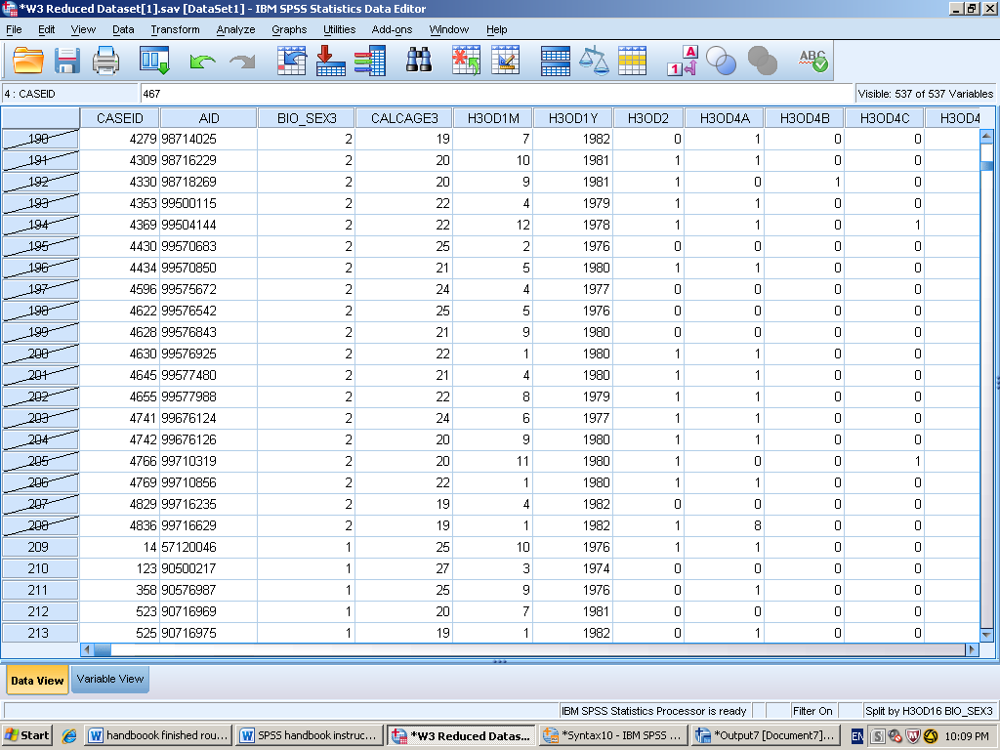 *W3 Reduced Dataset[1].sav [DataSet1] - IBM SPSS Statistics Data Editor
File Edit View Data Transform Analyze Graphs Utilities Add-ons Window Help
1 A ABC
4 : CASEID 467 Visible: 537 of 537 Variables
CASEID AID BIO_SEX3 CALCAGE3 H3OD1M H3OD1Y H3OD2 H3OD4A H3OD4B H3OD4C H3OD4
190 4279 98714025 2 19 7 1982 0 1 0 0
191 4309 98716229 2 20 10 1981 1 1 0 0
192 4330 98718269 2 20 9 1981 1 0 1 0
193 4353 99500115 2 22 4 1979 1 1 0 0
194 4369 99504144 2 22 12 1978 1 1 0 1
195 4430 99570683 2 25 2 1976 0 0 0 0
196 4434 99570850 2 21 5 1980 1 1 0 0
197 4596 99575672 2 24 4 1977 0 0 0 0
198 4622 99576542 2 25 5 1976 0 0 0 0
199 4628 99576843 2 21 9 1980 0 0 0 0
200 4630 99576925 2 22 1 1980 1 1 0 0
201 4645 99577480 2 21 4 1980 1 1 0 0
202 4655 99577988 2 22 8 1979 1 1 0 0
203 4741 99676124 2 24 6 1977 1 1 0 0
204 4742 99676126 2 20 9 1980 1 1 0 0
205 4766 99710319 2 20 11 1980 1 0 0 1
206 4769 99710856 2 22 1 1980 1 1 0 0
207 4829 99716235 2 19 4 1982 0 0 0 0
208 4836 99716629 2 19 1 1982 1 8 0 0
209 14 57120046 1 25 10 1976 1 1 0 0
210 123 90500217 1 27 3 1974 0 0 0 0
211 358 90576987 1 25 9 1976 0 1 0 0
212 523 90716969 1 20 7 1981 0 0 0 0
213 525 90716975 1 19 1 1982 0 1 0 0
Data View Variable View
IBM SPSS Statistics Processor is ready Filter On Split by H3OD16 BIO_SEX3
Start handboook finished rou... SPSS handbook instruc... *W3 Reduced Datas... *Syntax10 - IBM SPSS ... *Output7 [Document7]... EN S 10:09 PM